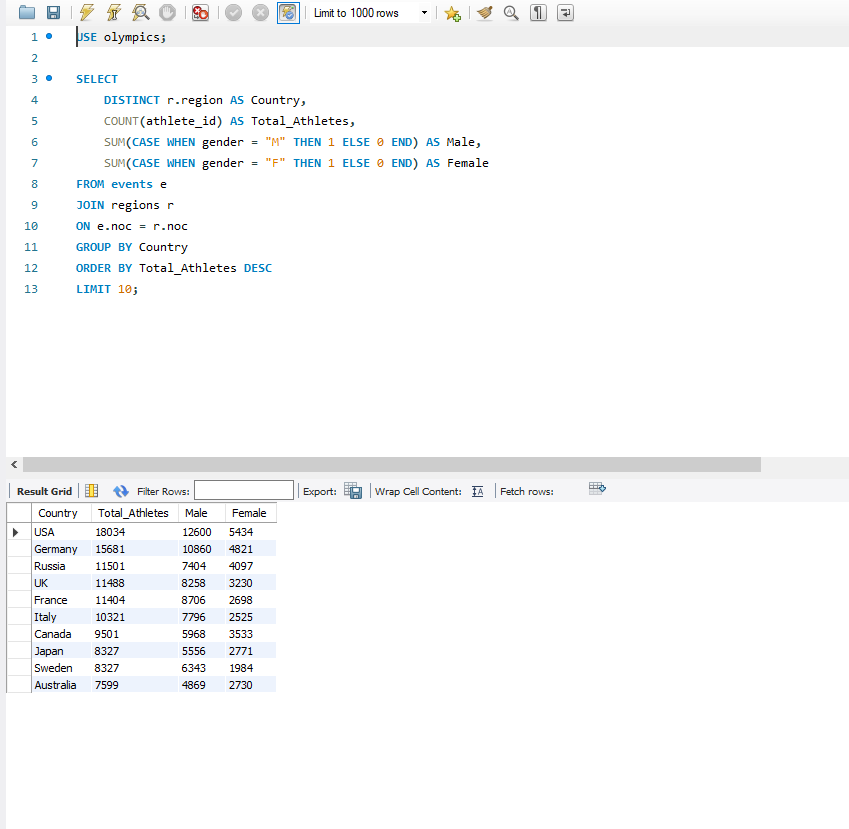 Limit to 1000 rows
1 USE olympics;
2
3 SELECT
4 DISTINCT r.region AS Country,
5 COUNT(athlete_id) AS Total_Athletes,
6 SUM(CASE WHEN gender = "M" THEN 1 ELSE 0 END) AS Male,
7 SUM(CASE WHEN gender = "F" THEN 1 ELSE 0 END) AS Female
8 FROM events e
9 JOIN regions r
10 ON e.noc = r.noc
11 GROUP BY Country
12 ORDER BY Total_Athletes DESC
13 LIMIT 10;
Result Grid Filter Rows: Export: Wrap Cell Content: IA Fetch rows:
Country Total_Athletes Male Female
USA 18034 12600 5434
Germany 15681 10860 4821
Russia 11501 7404 4097
UK 11488 8258 3230
France 11404 8706 2698
Italy 10321 7796 2525
Canada 9501 5968 3533
Japan 8327 5556 2771
Sweden 8327 6343 1984
Australia 7599 4869 2730